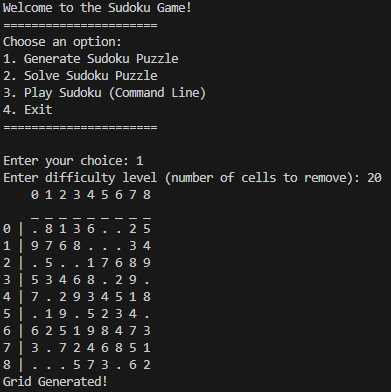 Welcome to the Sudoku Game!
======================
Choose an option:
1. Generate Sudoku Puzzle
2. Solve Sudoku Puzzle
3. Play Sudoku (Command Line)
4. Exit
======================

Enter your choice: 1
Enter difficulty level (number of cells to remove): 20
    0 1 2 3 4 5 6 7 8
    _ _ _ _ _ _ _ _ _
0 | . 8 1 3 6 . . 2 5
1 | 9 7 6 8 . . . 3 4
2 | . 5 . . 1 7 6 8 9
3 | 5 3 4 6 8 . 2 9 .
4 | 7 . 2 9 3 4 5 1 8
5 | . 1 9 . 5 2 3 4 .
6 | 6 2 5 1 9 8 4 7 3
7 | 3 . 7 2 4 6 8 5 1
8 | . . . 5 7 3 . 6 2
Grid Generated!